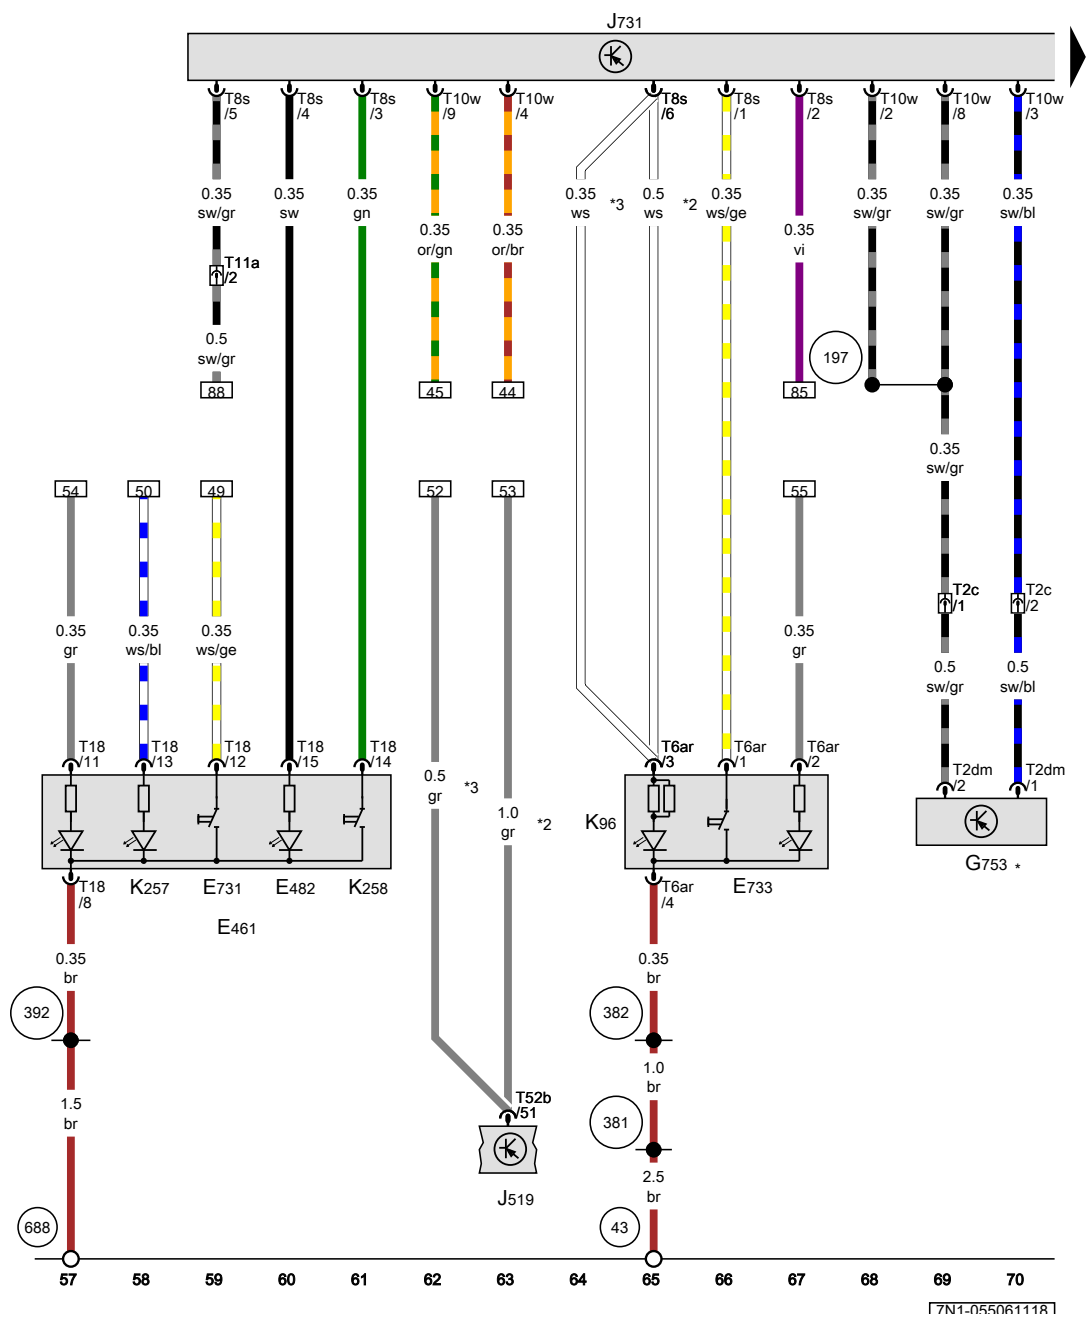 J731
T8s T8s T8s T10w T10w T8s T8s T8s T10w T10w T10w
/5 /4 /3 /9 /4 /6 /1 /2 /2 /8 /3
0.35 0.35 0.35 0.35 0.5 0.35 0.35 0.35 0.35
sw/gr sw gn ws *3 ws *2 ws/ge sw/gr sw/gr sw/bl
0.35 0.35 0.35
or/gn or/br vi
T11a
/2
0.5
sw/gr
197
88 45 44 85
0.35
sw/gr
54 50 49 52 53 55
T2c T2c
/1 /2
0.35 0.35 0.35 0.35
gr ws/bl ws/ge gr
0.5 0.5
sw/gr sw/bl
T18 T18 T18 T18 T18 T6ar T6ar T6ar
/11 /13 /12 /15 /14 /3 /1 /2
T2dm T2dm
/2 /1
0.5
gr *3
1.0
gr *2
K96
G753 *
T18 K257 E731 E482 K258 T6ar E733
/8 /4
E461
0.35 0.35
br br
392 382
1.0
br
1.5
br
T52b
/51
381
2.5
br
J519
688 43
57 58 59 60 61 62 63 64 65 66 67 68 69 70
7N1-055061118